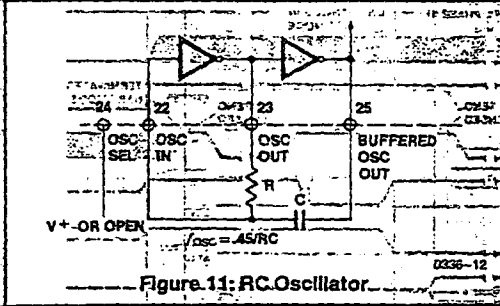 24 22 23 25
OSC SEL OSC IN OSC OUT BUFFERED OSC OUT
R
C
V+ OR OPEN
fOSC = .45/RC
0336-12
Figure 11: RC Oscillator